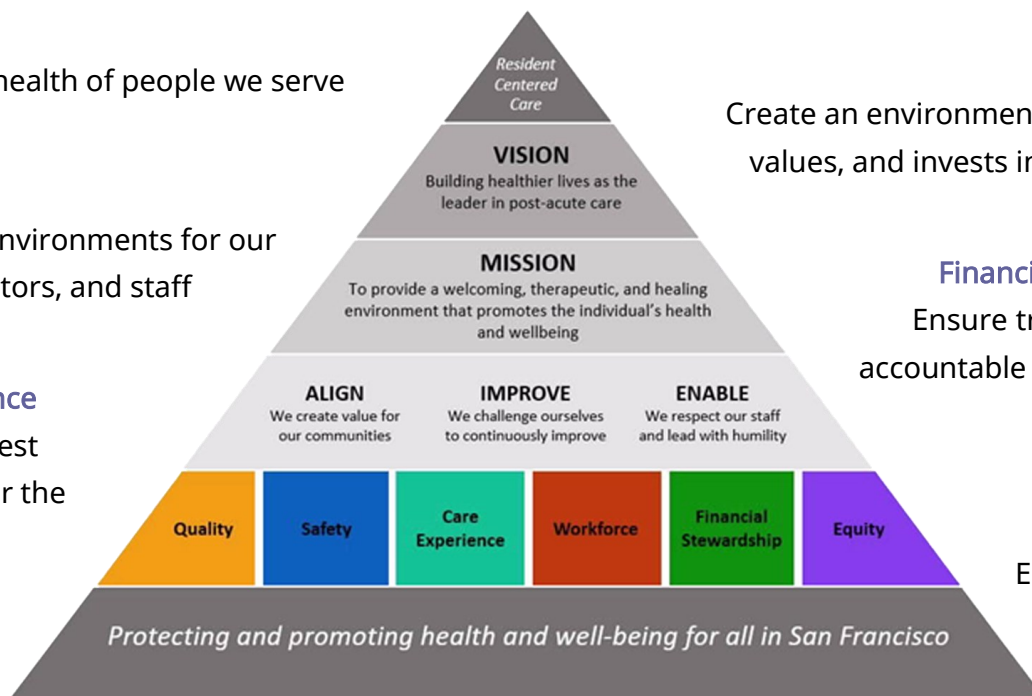 health of people we serve
environments for our
tors, and staff
nce
est
r the
Resident
Centered
Care
VISION
Building healthier lives as the
leader in post-acute care
MISSION
To provide a welcoming, therapeutic, and healing
environment that promotes the individual's health
and wellbeing
ALIGN
We create value for
our communities
IMPROVE
We challenge ourselves
to continuously improve
ENABLE
We respect our staff
and lead with humility
Quality
Safety
Care
Experience
Workforce
Financial
Stewardship
Equity
Protecting and promoting health and well-being for all in San Francisco
Create an environmen
values, and invests in
Financi
Ensure tr
accountable
E